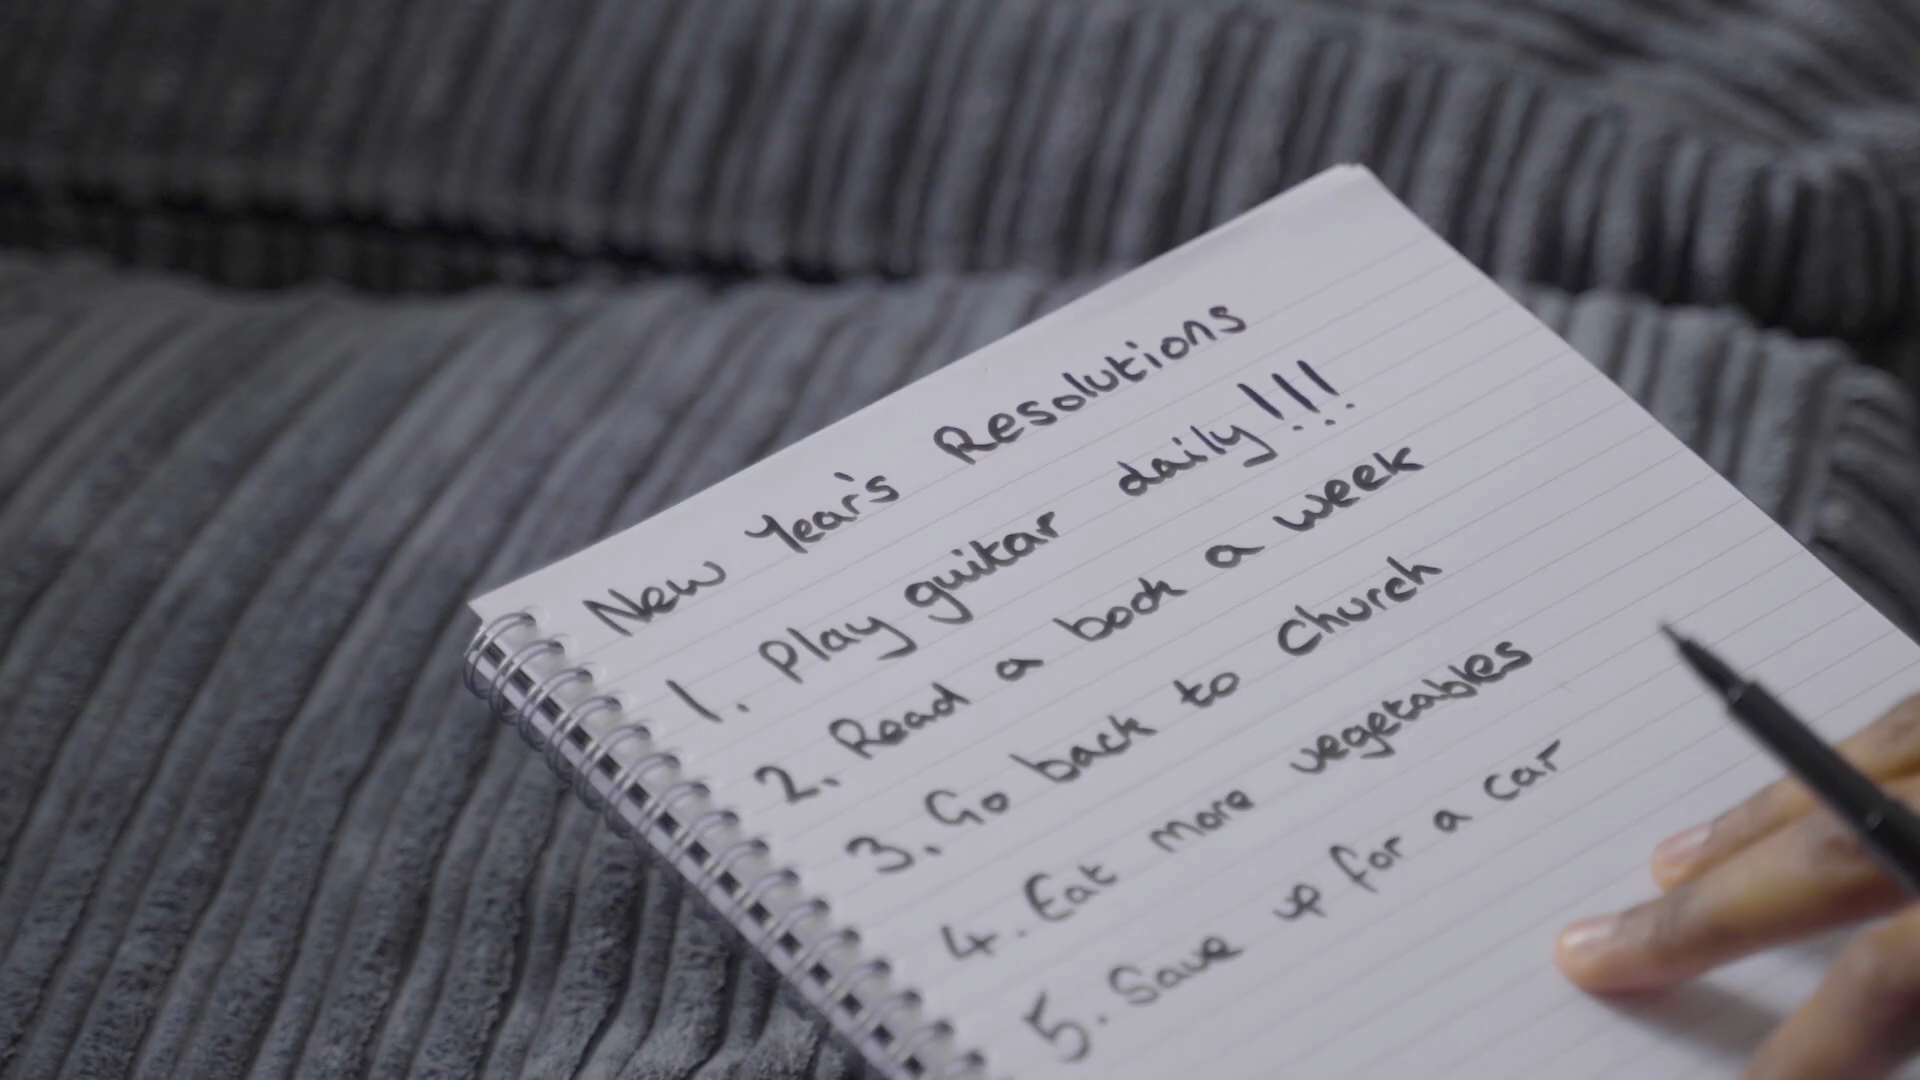 New Year's Resolutions
1. Play guitar daily!!!
2. Read a book a week
3. Go back to church
4. Eat more vegetables
5. Save up for a car